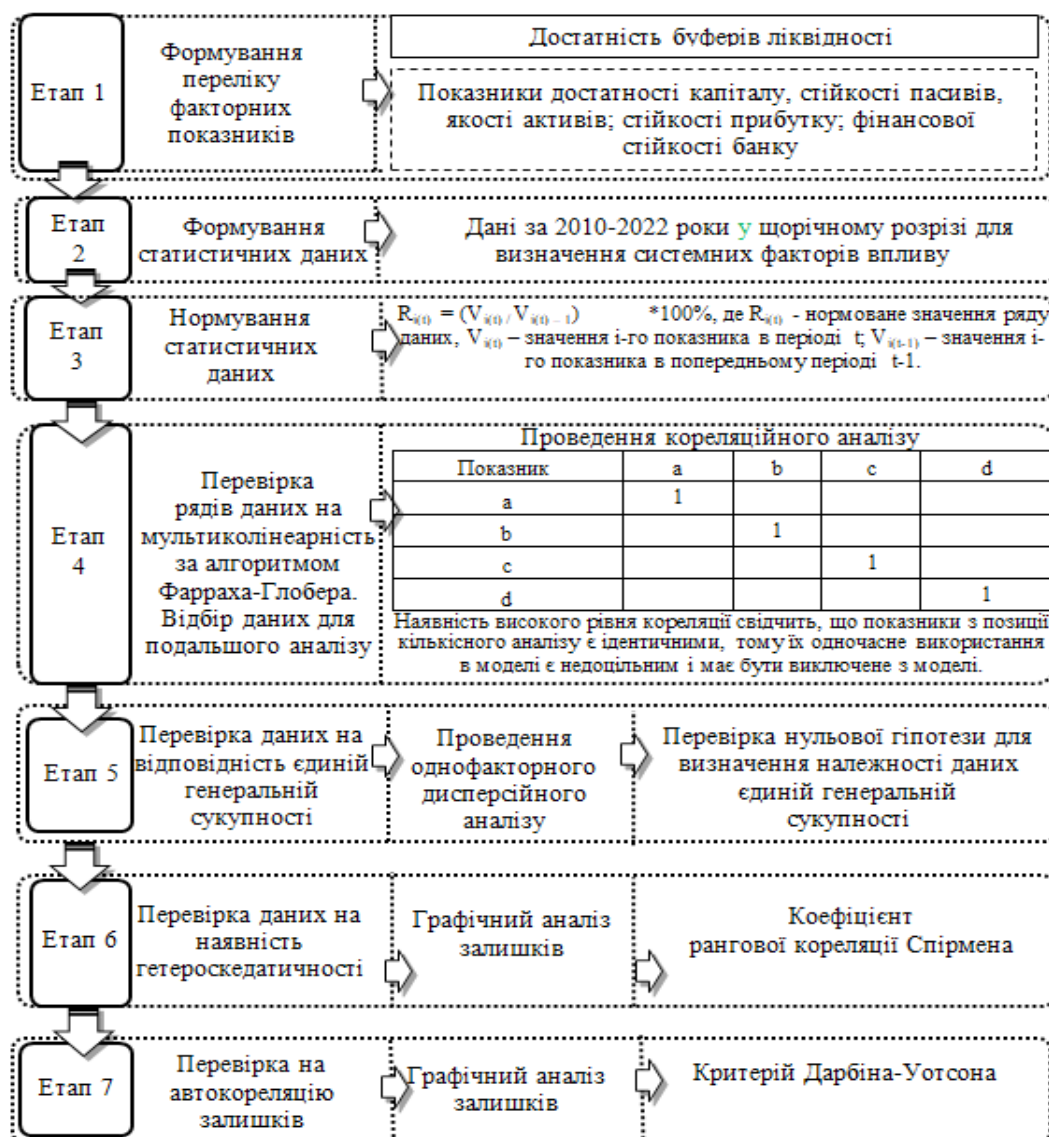 Етап 1
Формування
переліку
факторних
показників
Достатність буферів ліквідності
Показники достатності капіталу, стійкості пасивів,
якості активів; стійкості прибутку; фінансової
стійкості банку
Етап
2
Формування
статистичних даних
Дані за 2010-2022 роки у щорічному розрізі для
визначення системних факторів впливу
Етап
3
Нормування
статистичних
даних
R i(t) = (V i(t) / V i(t) – 1) *100%, де R i(t) - нормоване значення ряду
даних, V i(t) – значення і-го показника в періоді t; V i(t-1) – значення і-
го показника в попередньому періоді t-1.
Етап
4
Перевірка
рядів даних на
мультиколінеарність
за алгоритмом
Фарраха-Глобера.
Відбір даних для
подальшого аналізу
Проведення кореляційного аналізу
Показник a b c d
a 1
b 1
c 1
d 1
Наявність високого рівня кореляції свідчить, що показники з позиції
кількісного аналізу є ідентичними, тому їх одночасне використання
в моделі є недоцільним і має бути виключене з моделі.
Етап 5
Перевірка даних на
відповідність єдиній
генеральній
сукупності
Проведення
однофакторного
дисперсійного
аналізу
Перевірка нульової гіпотези для
визначення належності даних
єдиній генеральній
сукупності
Етап 6
Перевірка даних на
наявність
гетероскедатичності
Графічний аналіз
залишків
Коефіцієнт
рангової кореляції Спірмена
Етап 7
Перевірка на
автокореляцію
залишків
Графічний аналіз
залишків
Критерій Дарбіна-Уотсона